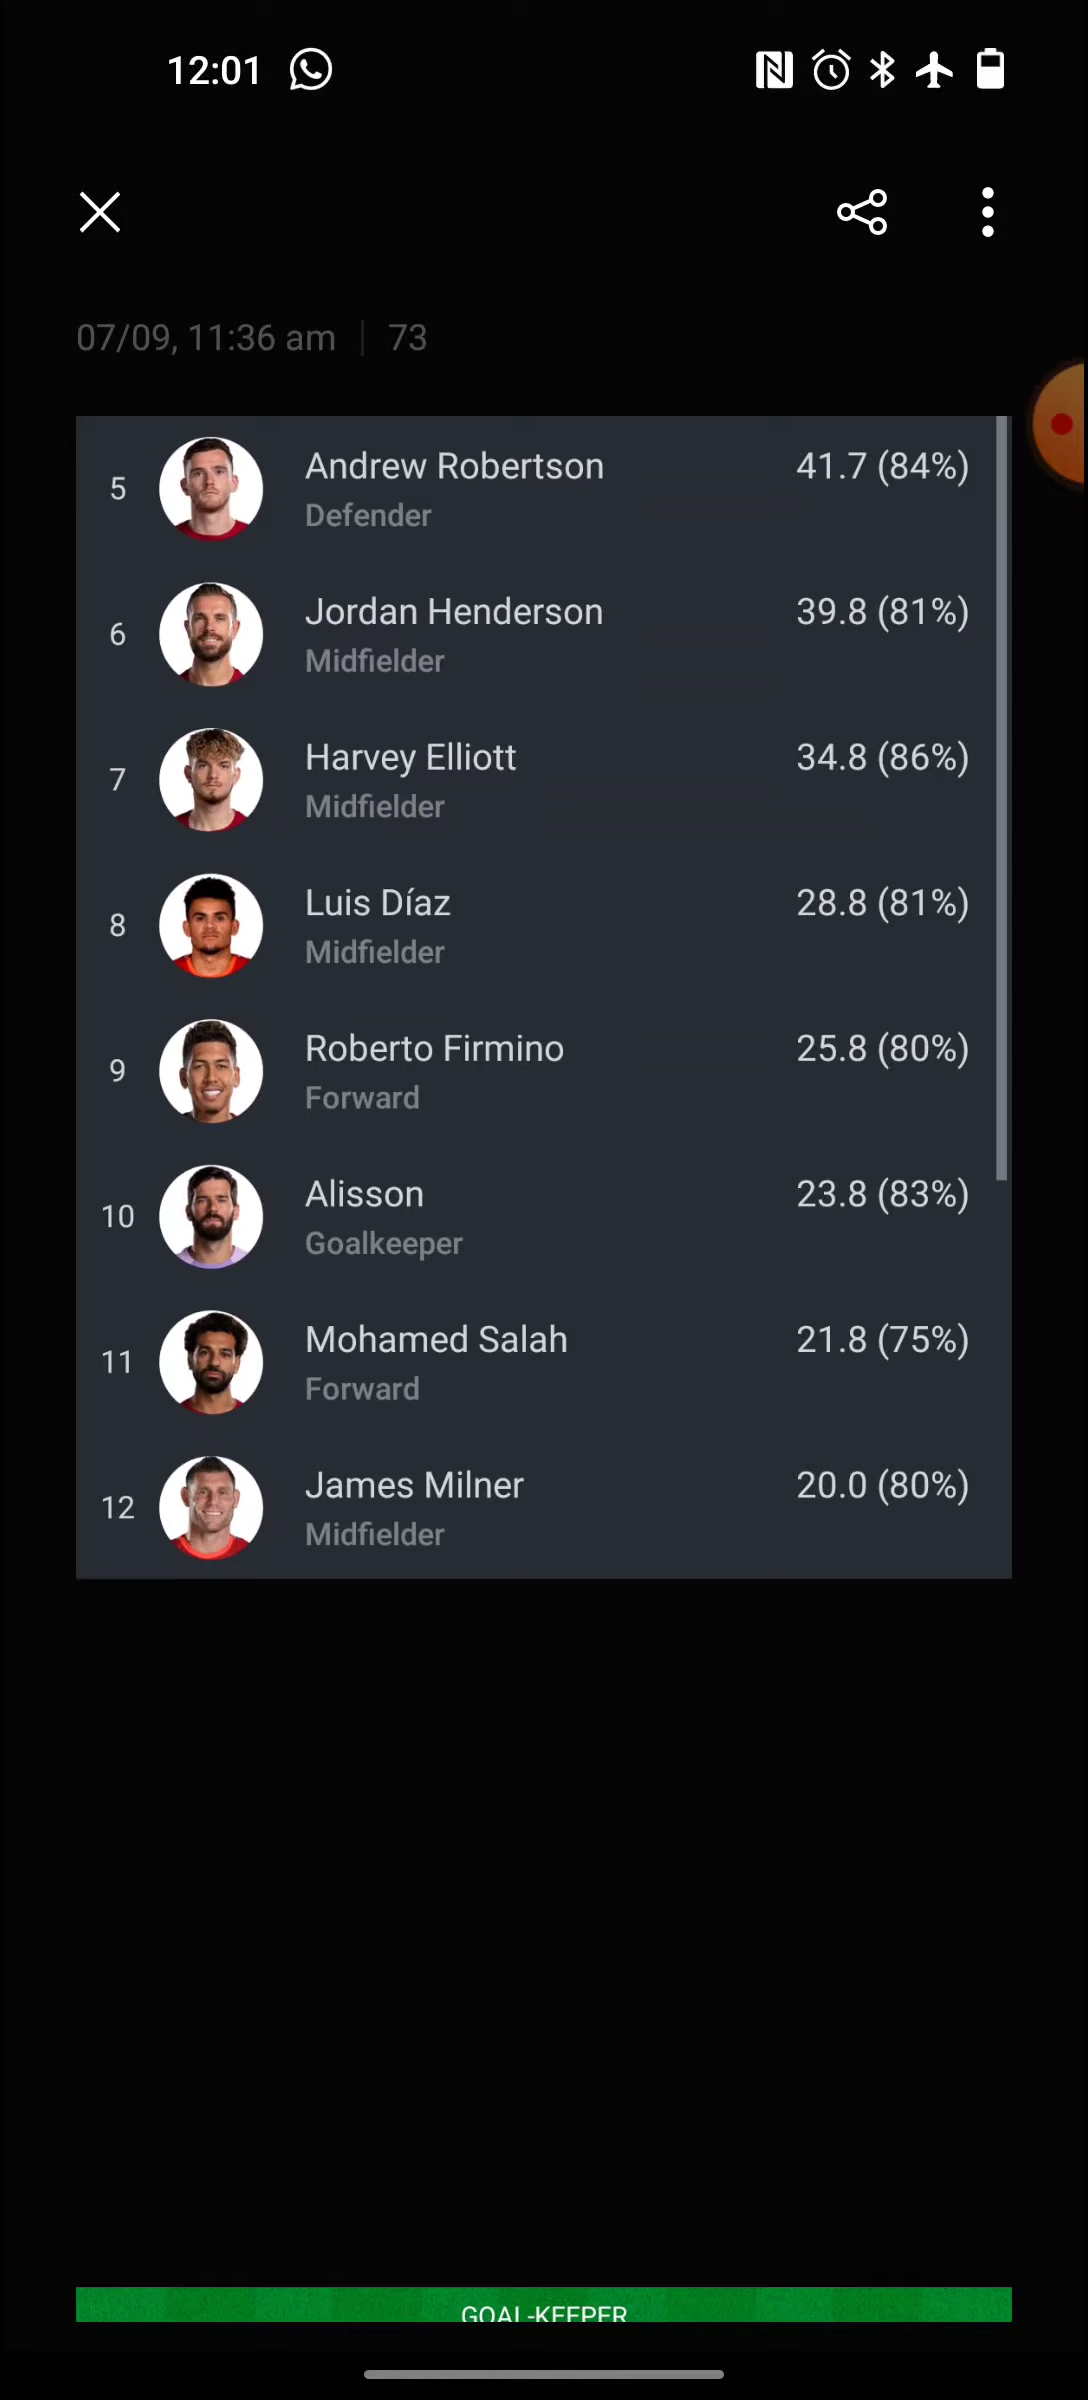 12:01
07/09, 11:36 am | 73
5 Andrew Robertson 41.7 (84%)
Defender
6 Jordan Henderson 39.8 (81%)
Midfielder
7 Harvey Elliott 34.8 (86%)
Midfielder
8 Luis Díaz 28.8 (81%)
Midfielder
9 Roberto Firmino 25.8 (80%)
Forward
10 Alisson 23.8 (83%)
Goalkeeper
11 Mohamed Salah 21.8 (75%)
Forward
12 James Milner 20.0 (80%)
Midfielder
GOAL-KEEPER